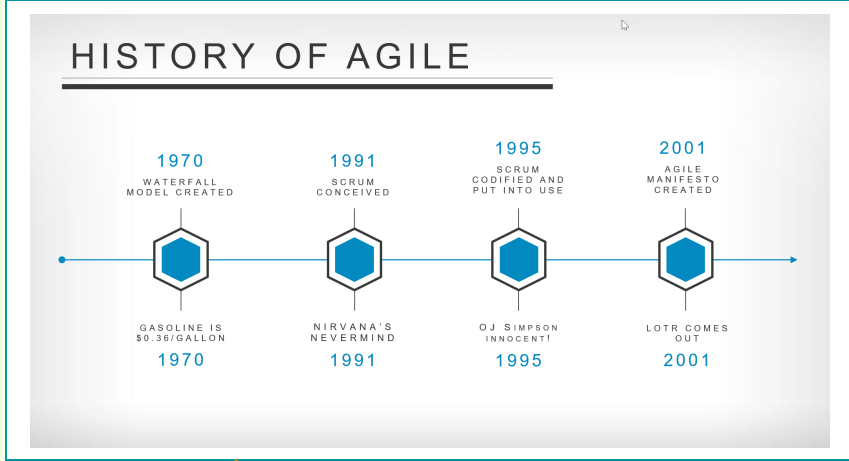 HISTORY OF AGILE
1970
WATERFALL
MODEL CREATED
1991
SCRUM
CONCEIVED
1995
SCRUM
CODIFIED AND
PUT INTO USE
2001
AGILE
MANIFESTO
CREATED
GASOLINE IS
$0.36/GALLON
1970
NIRVANA'S
NEVERMIND
1991
OJ SIMPSON
INNOCENT!
1995
LOTR COMES
OUT
2001